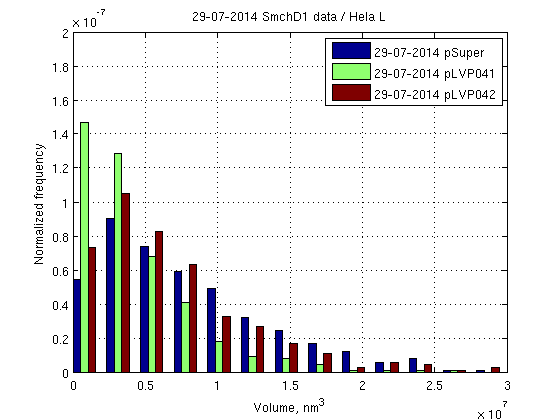 29-07-2014 SmchD1 data / Hela L
× 10⁻⁷
2
1.8
1.6
1.4
1.2
1
0.8
0.6
0.4
0.2
0
Normalized frequency
29-07-2014 pSuper
29-07-2014 pLVP041
29-07-2014 pLVP042
0 0.5 1 1.5 2 2.5 3
Volume, nm³
× 10⁷